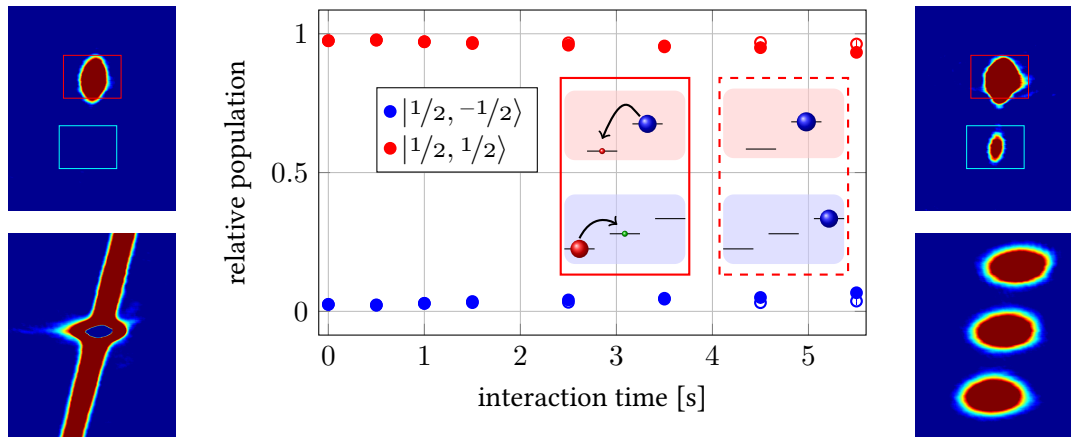 1
0.5
0
relative population
|1/2, −1/2⟩
|1/2, 1/2⟩
0 1 2 3 4 5
interaction time [s]